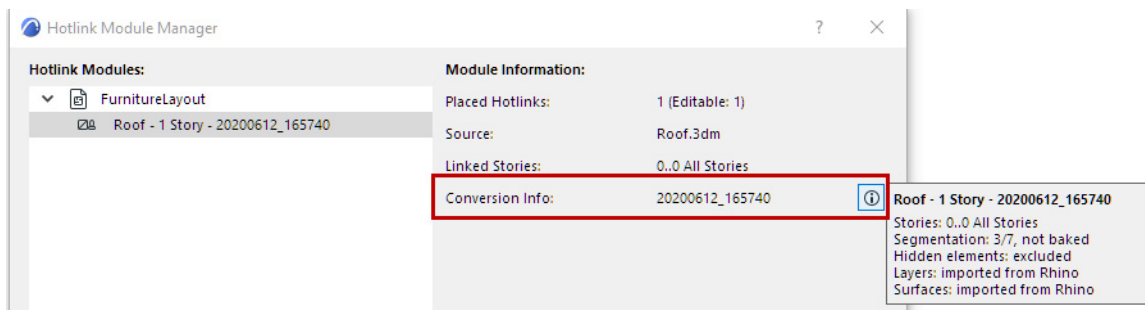 Hotlink Module Manager ?
Hotlink Modules:
FurnitureLayout
Roof - 1 Story - 20200612_165740
Module Information:
Placed Hotlinks: 1 (Editable: 1)
Source: Roof.3dm
Linked Stories: 0..0 All Stories
Conversion Info: 20200612_165740
Roof - 1 Story - 20200612_165740
Stories: 0..0 All Stories
Segmentation: 3/7, not baked
Hidden elements: excluded
Layers: imported from Rhino
Surfaces: imported from Rhino